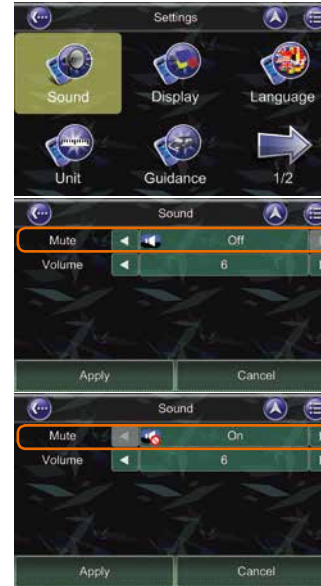 Settings
Sound Display Language
Unit Guidance 1/2
Sound
Mute Off
Volume 6
Apply Cancel
Sound
Mute On
Volume 6
Apply Cancel